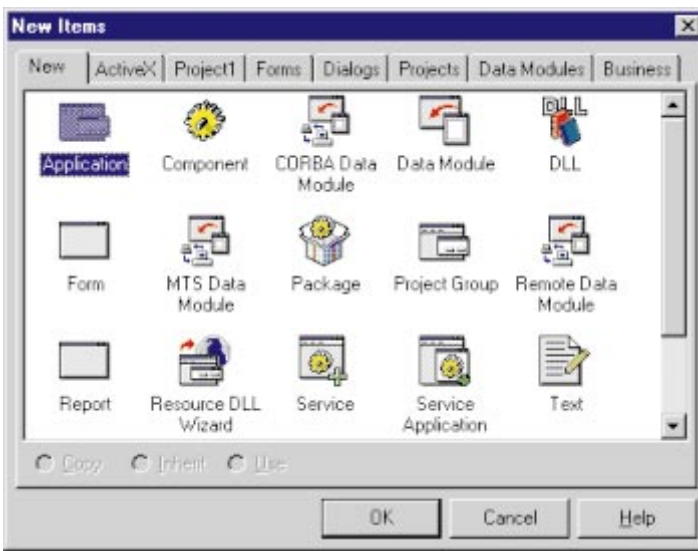 New Items
New ActiveX Project1 Forms Dialogs Projects Data Modules Business
DLL
Application Component CORBA Data Module Data Module DLL
Form MTS Data Module Package Project Group Remote Data Module
Report Resource DLL Wizard Service Service Application Text
Copy Inherit Use
OK Cancel Help